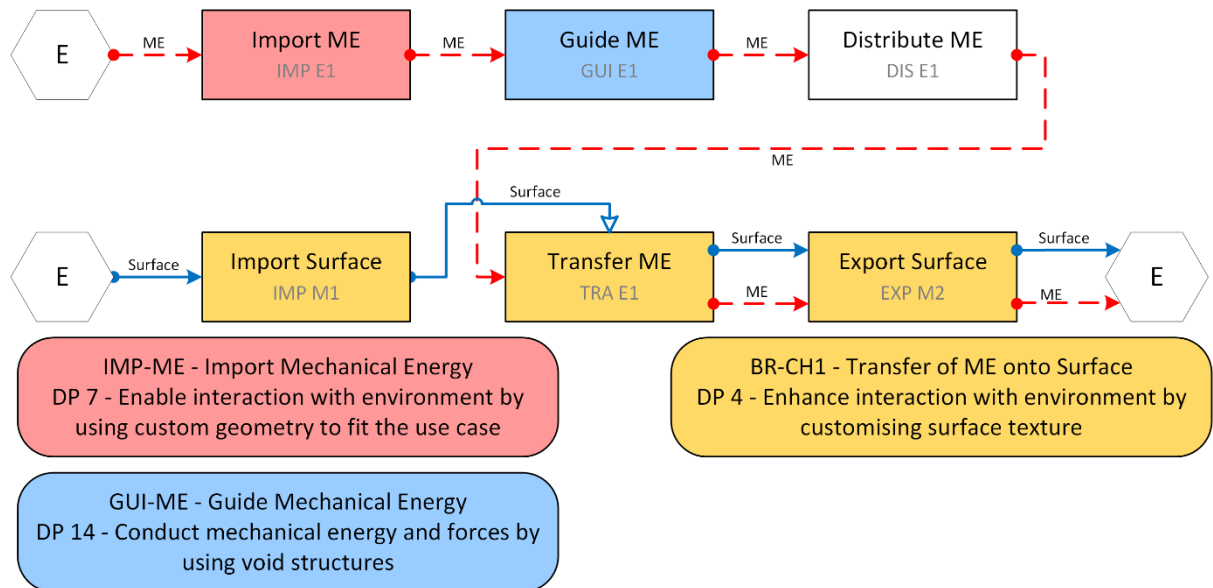 E
ME
Import ME
IMP E1
ME
Guide ME
GUI E1
ME
Distribute ME
DIS E1
ME
Surface
E
Surface
Import Surface
IMP M1
Transfer ME
TRA E1
Surface
ME
Export Surface
EXP M2
Surface
ME
E
IMP-ME - Import Mechanical Energy
DP 7 - Enable interaction with environment by
using custom geometry to fit the use case
BR-CH1 - Transfer of ME onto Surface
DP 4 - Enhance interaction with environment by
customising surface texture
GUI-ME - Guide Mechanical Energy
DP 14 - Conduct mechanical energy and forces by
using void structures